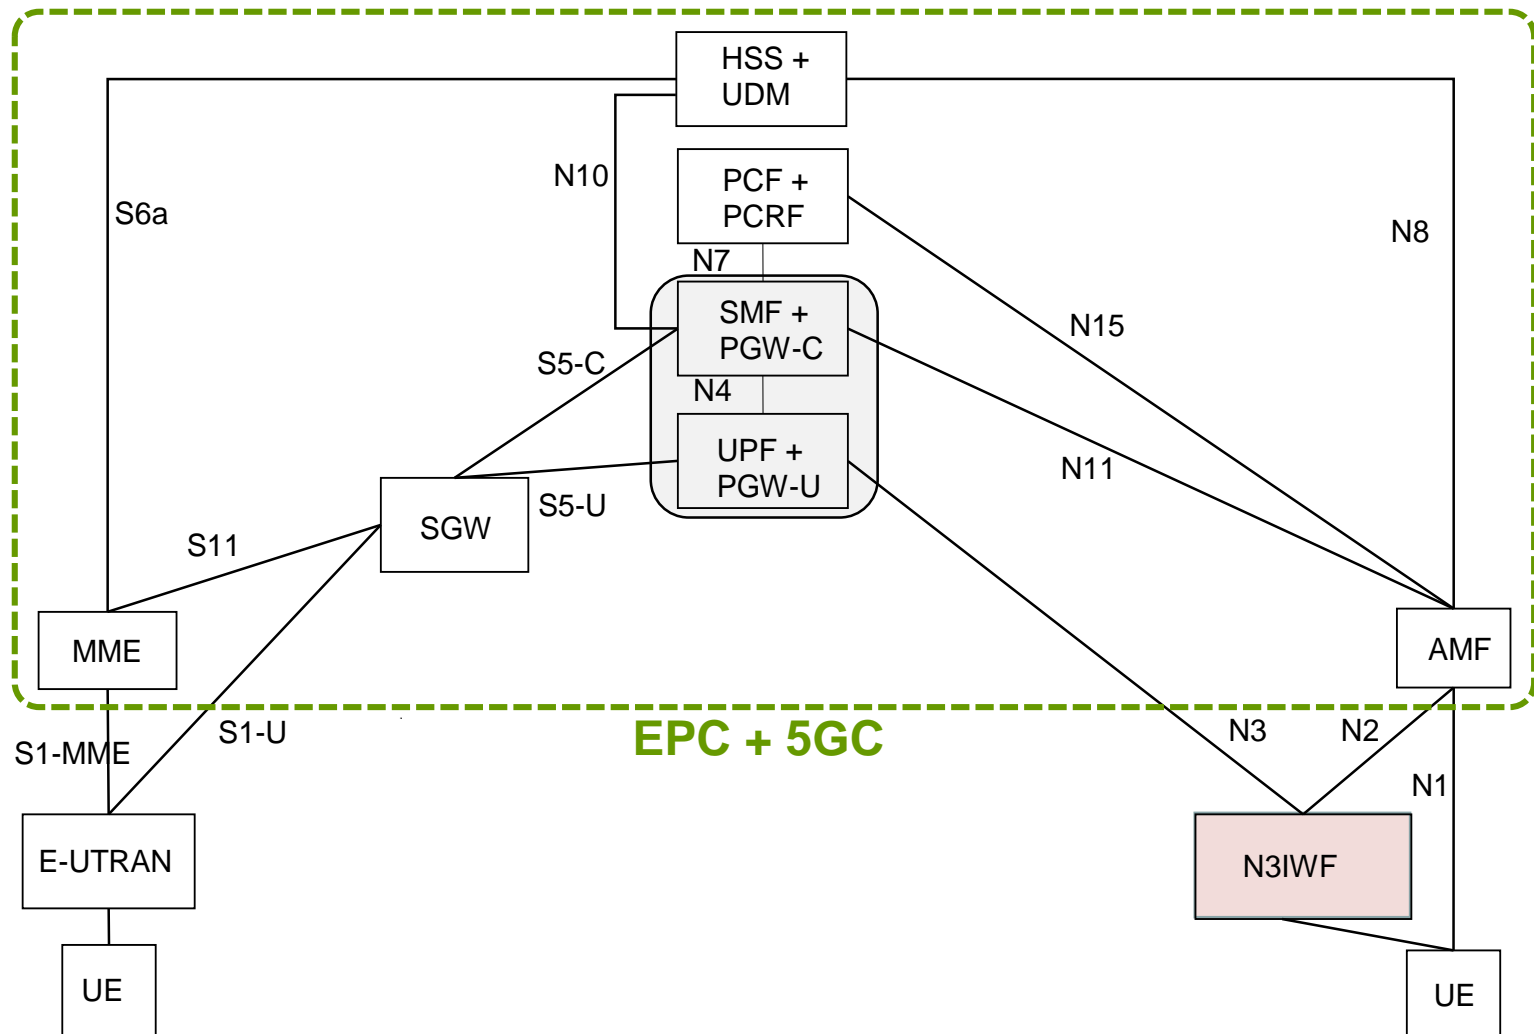 HSS +
UDM
N10
PCF +
PCRF
S6a
N8
N7
SMF +
PGW-C
N15
S5-C
N4
UPF +
PGW-U
N11
S5-U
SGW
S11
MME
AMF
S1-U
EPC + 5GC
N3
N2
S1-MME
N1
E-UTRAN
N3IWF
UE
UE